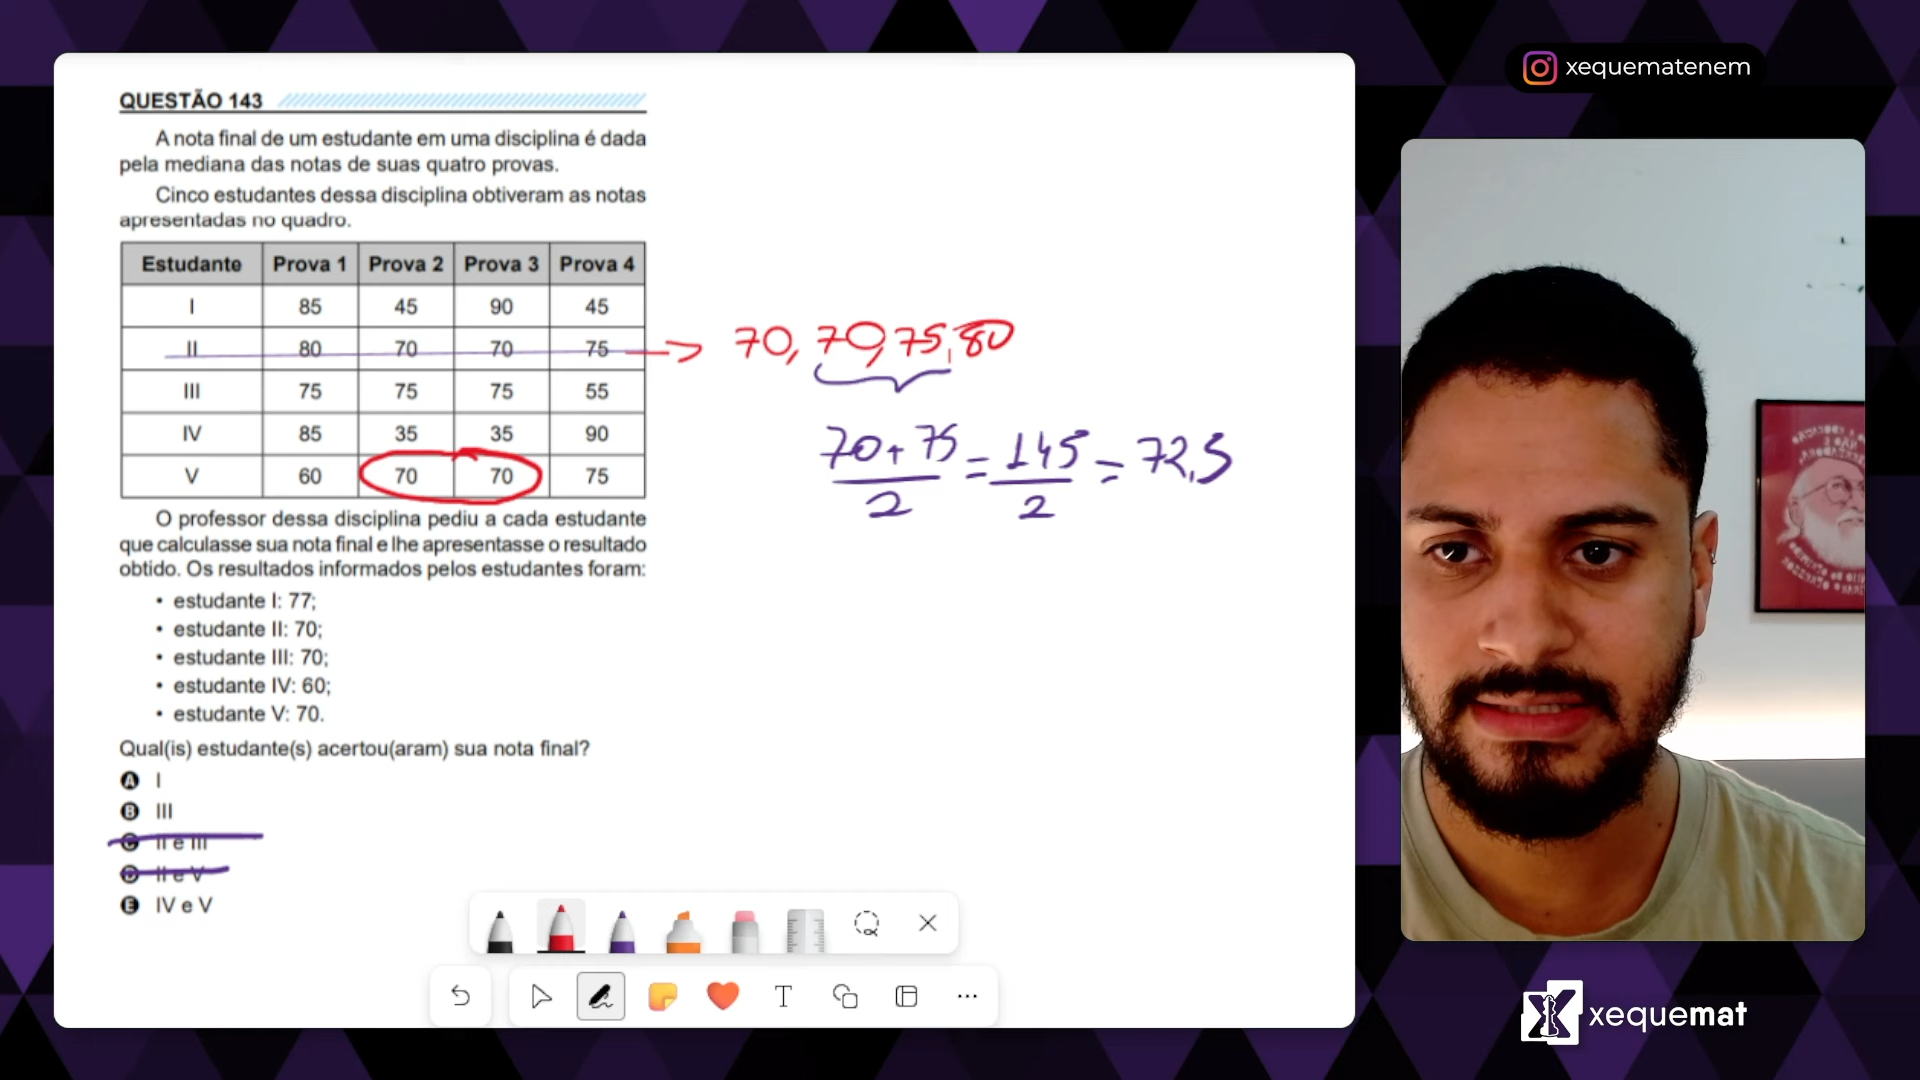 xequematenem
QUESTÃO 143
A nota final de um estudante em uma disciplina é dada
pela mediana das notas de suas quatro provas.
Cinco estudantes dessa disciplina obtiveram as notas
apresentadas no quadro.
Estudante Prova 1 Prova 2 Prova 3 Prova 4
I 85 45 90 45
II 80 70 70 75
70, 70, 75, 80
III 75 75 75 55
IV 85 35 35 90
V 60 70 70 75
70 + 75 / 2 = 145 / 2 = 72,5
O professor dessa disciplina pediu a cada estudante
que calculasse sua nota final e lhe apresentasse o resultado
obtido. Os resultados informados pelos estudantes foram:
• estudante I: 77;
• estudante II: 70;
• estudante III: 70;
• estudante IV: 60;
• estudante V: 70.
Qual(is) estudante(s) acertou(aram) sua nota final?
A I
B III
C II e III
D II e V
E IV e V
T
xequemat